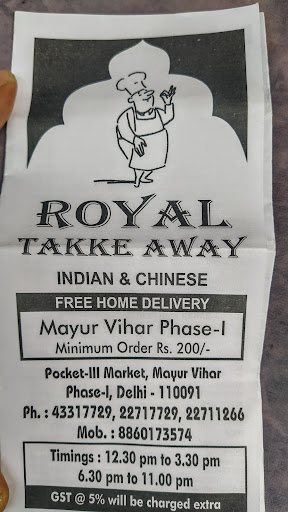 ROYAL
TAKKE AWAY
INDIAN & CHINESE
FREE HOME DELIVERY
Mayur Vihar Phase-I
Minimum Order Rs. 200/-
Pocket-III Market, Mayur Vihar
Phase-I, Delhi - 110091
Ph. : 43317729, 22717729, 22711266
Mob. : 8860173574
Timings : 12.30 pm to 3.30 pm
6.30 pm to 11.00 pm
GST @ 5% will be charged extra